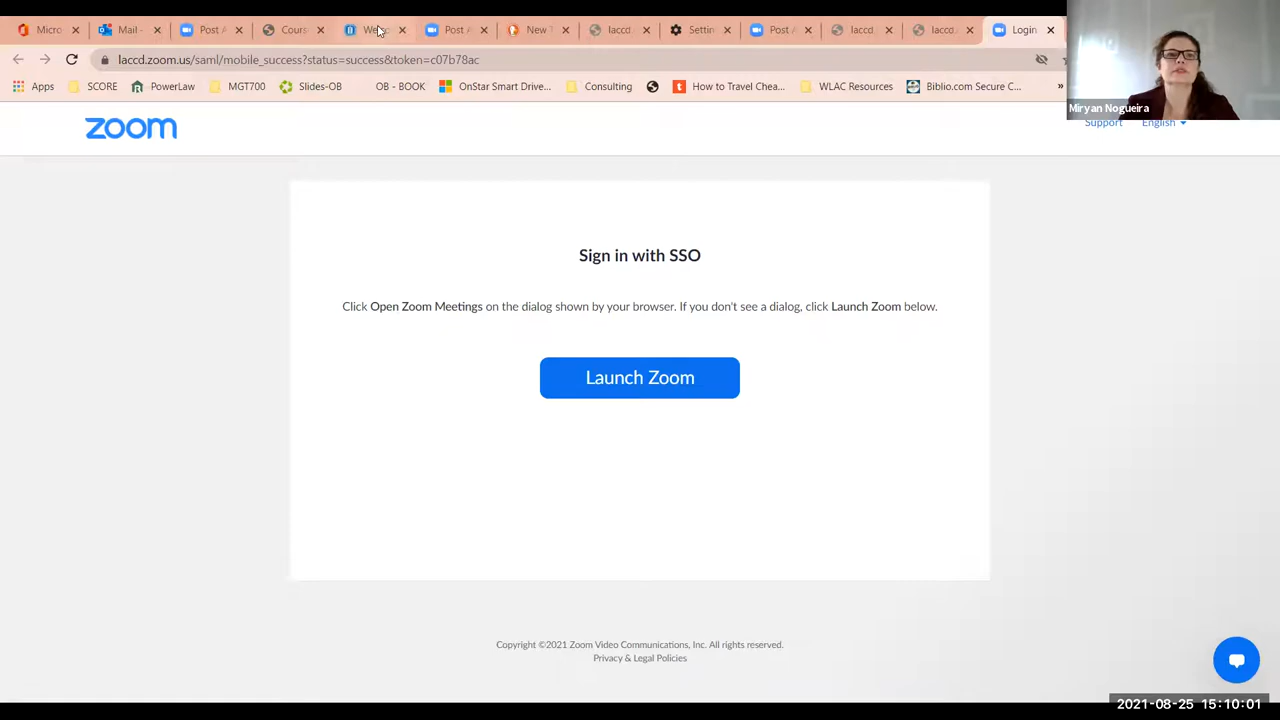 Micro
Mail -
Post A
Cours
We
Post A
New T
laccd.
Settin
Post A
laccd.
laccd.
Login
laccd.zoom.us/saml/mobile_success?status=success&token=c07b76ac
Apps
SCORE
PowerLaw
MGT700
Slides-OB
OB - BOOK
OnStar Smart Drive...
Consulting
How to Travel Chea...
WLAC Resources
Biblio.com Secure C...
»
Miryan Nogueira
zoom
Support
English
Sign in with SSO
Click Open Zoom Meetings on the dialog shown by your browser. If you don't see a dialog, click Launch Zoom below.
Launch Zoom
Copyright ©2021 Zoom Video Communications, Inc. All rights reserved.
Privacy & Legal Policies
2021-08-25 15:10:01